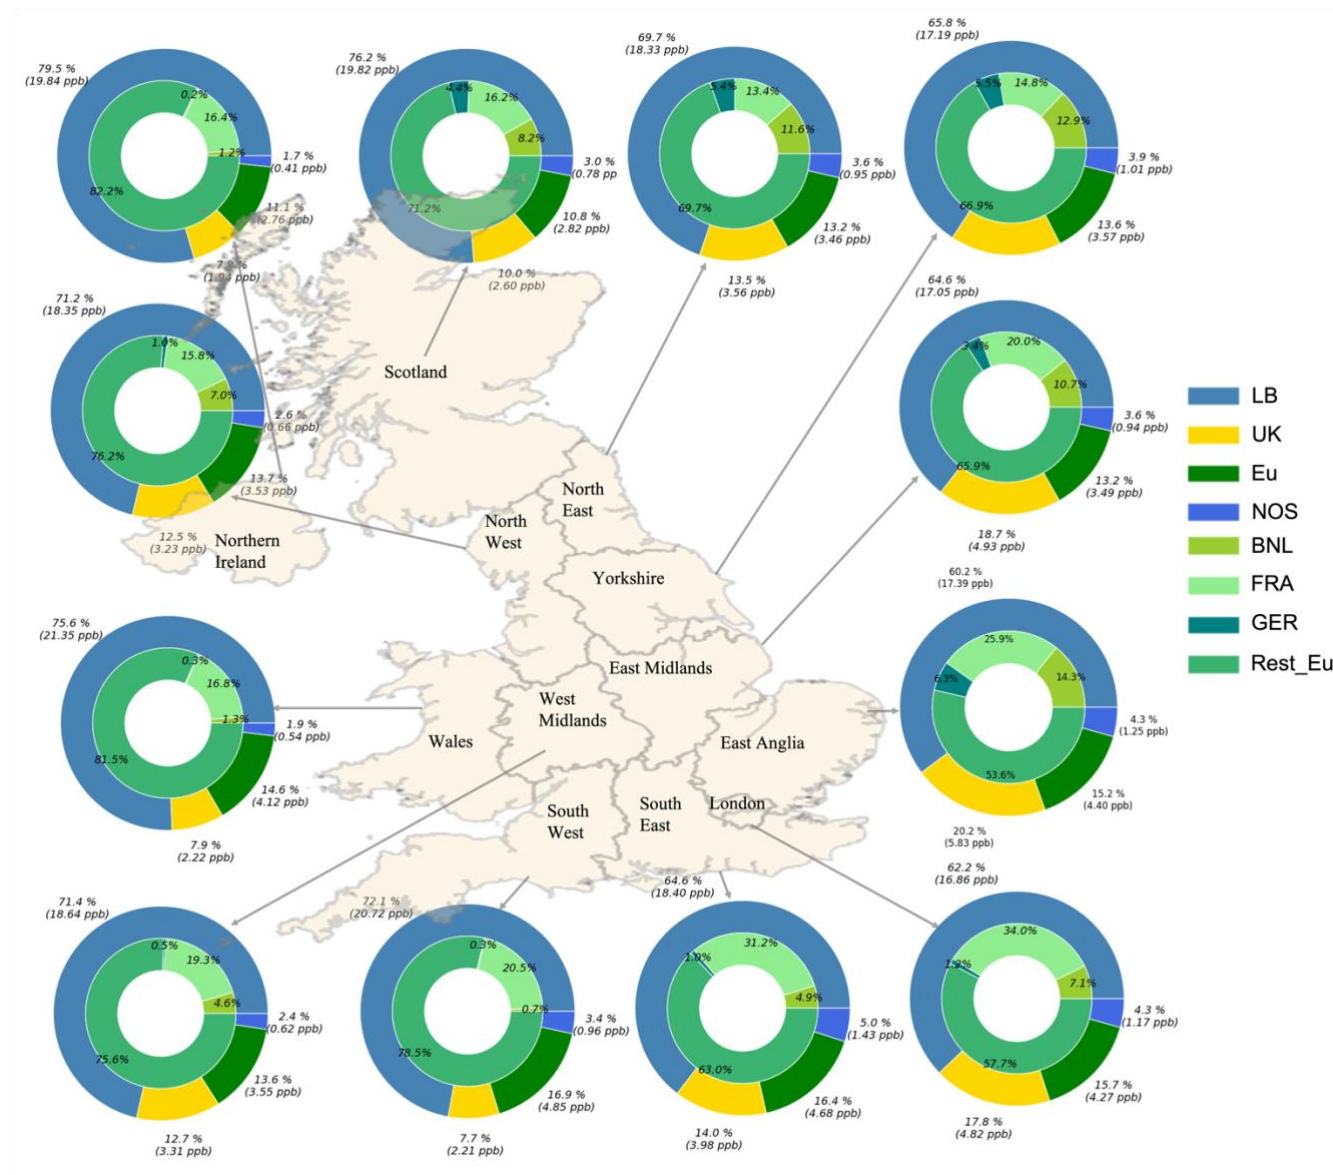 79.5 %
(19.84 ppb)
0.2%
16.4%
1.2%
82.2%
1.7 %
(0.41 ppb)
11.1 %
(2.76 ppb)
7.8 %
(1.94 ppb)
76.2 %
(19.82 ppb)
4.4%
16.2%
8.2%
71.2%
3.0 %
(0.78 pp
10.8 %
(2.82 ppb)
10.0 %
(2.60 ppb)
69.7 %
(18.33 ppb)
5.4%
13.4%
11.6%
69.7%
3.6 %
(0.95 ppb)
13.2 %
(3.46 ppb)
13.5 %
(3.56 ppb)
65.8 %
(17.19 ppb)
5.5%
14.8%
12.9%
66.9%
3.9 %
(1.01 ppb)
13.6 %
(3.57 ppb)
71.2 %
(18.35 ppb)
1.0%
15.8%
7.0%
76.2%
2.6 %
(0.66 ppb)
13.7 %
(3.53 ppb)
12.5 %
(3.23 ppb)
64.6 %
(17.05 ppb)
3.4%
20.0%
10.7%
65.9%
3.6 %
(0.94 ppb)
13.2 %
(3.49 ppb)
18.7 %
(4.93 ppb)
Scotland
North
East
North
West
Northern
Ireland
Yorkshire
East Midlands
West
Midlands
Wales
East Anglia
London
South
East
South
West
LB
UK
Eu
NOS
BNL
FRA
GER
Rest_Eu
75.6 %
(21.35 ppb)
0.3%
16.8%
1.3%
81.5%
1.9 %
(0.54 ppb)
14.6 %
(4.12 ppb)
7.9 %
(2.22 ppb)
60.2 %
(17.39 ppb)
25.9%
6.3%
14.3%
53.6%
4.3 %
(1.25 ppb)
15.2 %
(4.40 ppb)
20.2 %
(5.83 ppb)
71.4 %
(18.64 ppb)
0.5%
19.3%
4.6%
75.6%
2.4 %
(0.62 ppb)
13.6 %
(3.55 ppb)
12.7 %
(3.31 ppb)
72.1 %
(20.72 ppb)
0.3%
20.5%
0.7%
78.5%
3.4 %
(0.96 ppb)
16.9 %
(4.85 ppb)
7.7 %
(2.21 ppb)
64.6 %
(18.40 ppb)
31.2%
1.0%
4.9%
63.0%
5.0 %
(1.43 ppb)
16.4 %
(4.68 ppb)
14.0 %
(3.98 ppb)
62.2 %
(16.86 ppb)
34.0%
1.2%
7.1%
57.7%
4.3 %
(1.17 ppb)
15.7 %
(4.27 ppb)
17.8 %
(4.82 ppb)